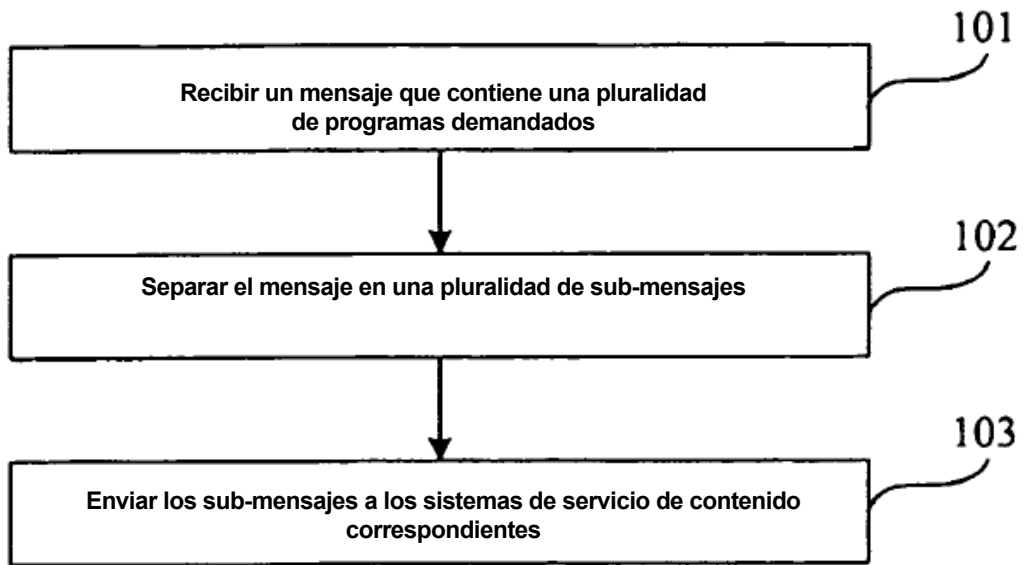 101
Recibir un mensaje que contiene una pluralidad
de programas demandados
102
Separar el mensaje en una pluralidad de sub-mensajes
103
Enviar los sub-mensajes a los sistemas de servicio de contenido
correspondientes